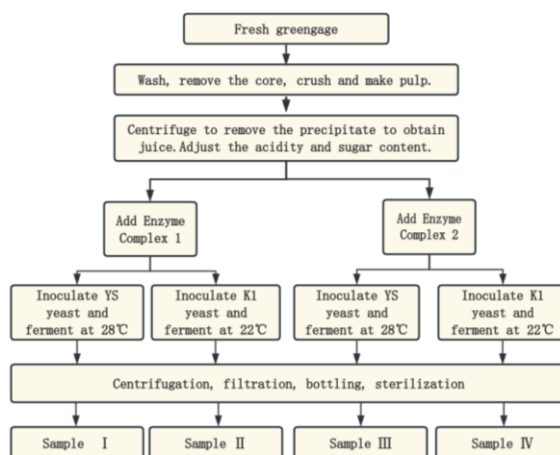 Fresh greengage
Wash, remove the core, crush and make pulp.
Centrifuge to remove the precipitate to obtain
juice.Adjust the acidity and sugar content.
Add Enzyme
Complex 1
Add Enzyme
Complex 2
Inoculate YS
yeast and
ferment at 28℃
Inoculate K1
yeast and
ferment at 22℃
Inoculate YS
yeast and
ferment at 28℃
Inoculate K1
yeast and
ferment at 22℃
Centrifugation, filtration, bottling, sterilization
Sample Ⅰ
Sample Ⅱ
Sample Ⅲ
Sample Ⅳ